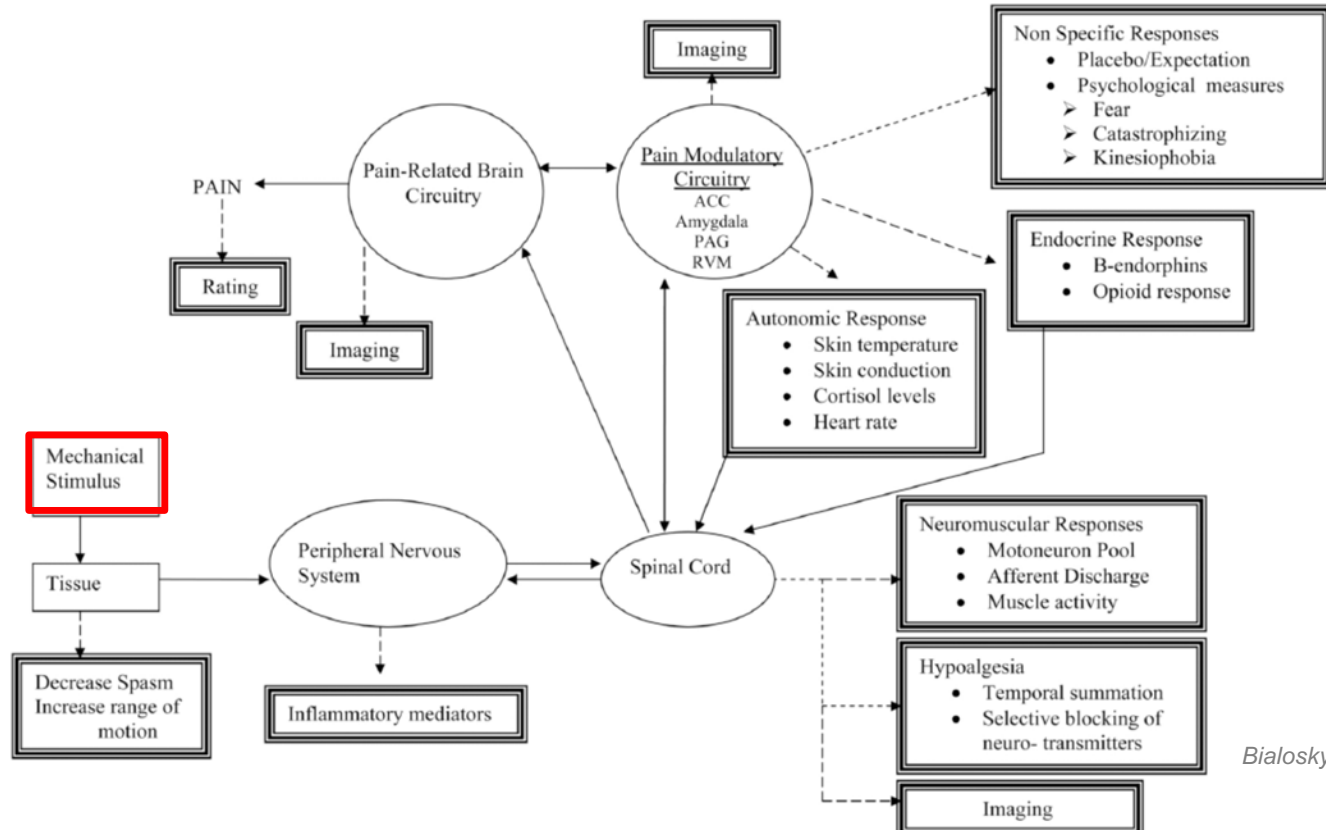 Imaging
Non Specific Responses
• Placebo/Expectation
• Psychological measures
➢ Fear
➢ Catastrophizing
➢ Kinesiophobia
Pain-Related Brain
Circuitry
Pain Modulatory
Circuitry
ACC
Amygdala
PAG
RVM
PAIN
Rating
Imaging
Endocrine Response
• B-endorphins
• Opioid response
Autonomic Response
• Skin temperature
• Skin conduction
• Cortisol levels
• Heart rate
Mechanical
Stimulus
Tissue
Decrease Spasm
Increase range of
motion
Peripheral Nervous
System
Inflammatory mediators
Spinal Cord
Neuromuscular Responses
• Motoneuron Pool
• Afferent Discharge
• Muscle activity
Hypoalgesia
• Temporal summation
• Selective blocking of
neuro- transmitters
Imaging
Bialosky